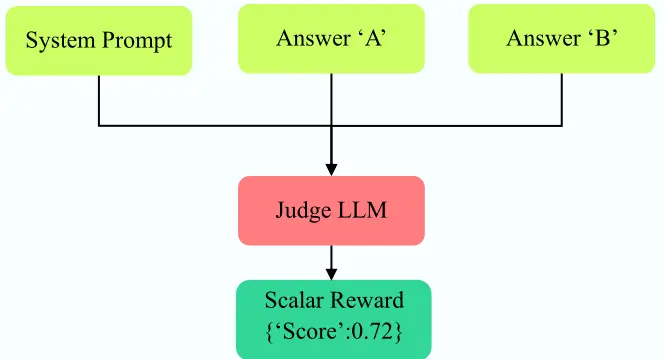 System Prompt
Answer ‘A’
Answer ‘B’
Judge LLM
Scalar Reward
{‘Score’:0.72}